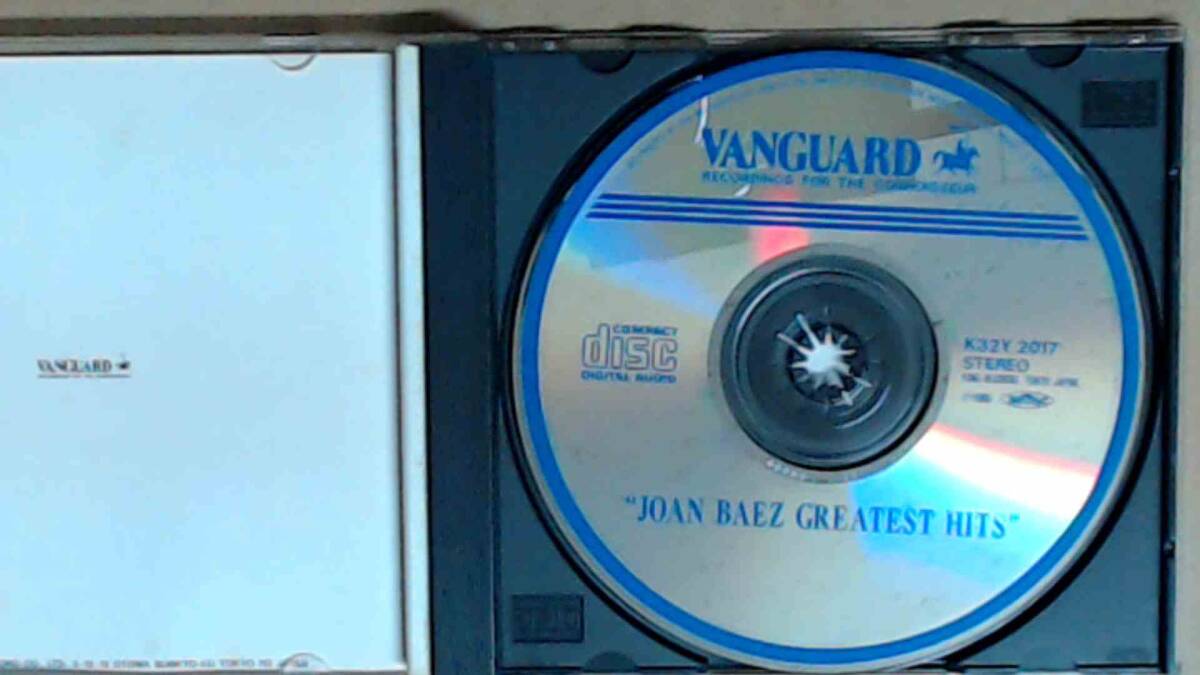 VANGUARD
VANGUARD
RECORDINGS FOR THE CONNOISSEUR
COMPACT
disc
DIGITAL AUDIO
K32Y 2017
STEREO
"JOAN BAEZ GREATEST HITS"